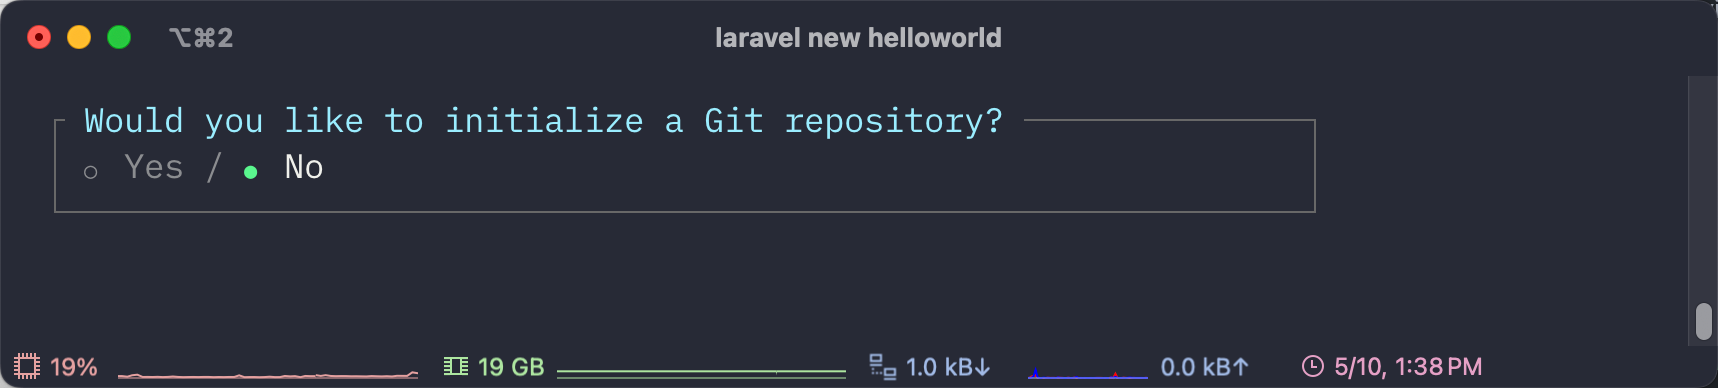 ⌥⌘2 laravel new helloworld
Would you like to initialize a Git repository?
○ Yes / ● No
19% 19 GB 1.0 kB↓ 0.0 kB↑ 5/10, 1:38 PM